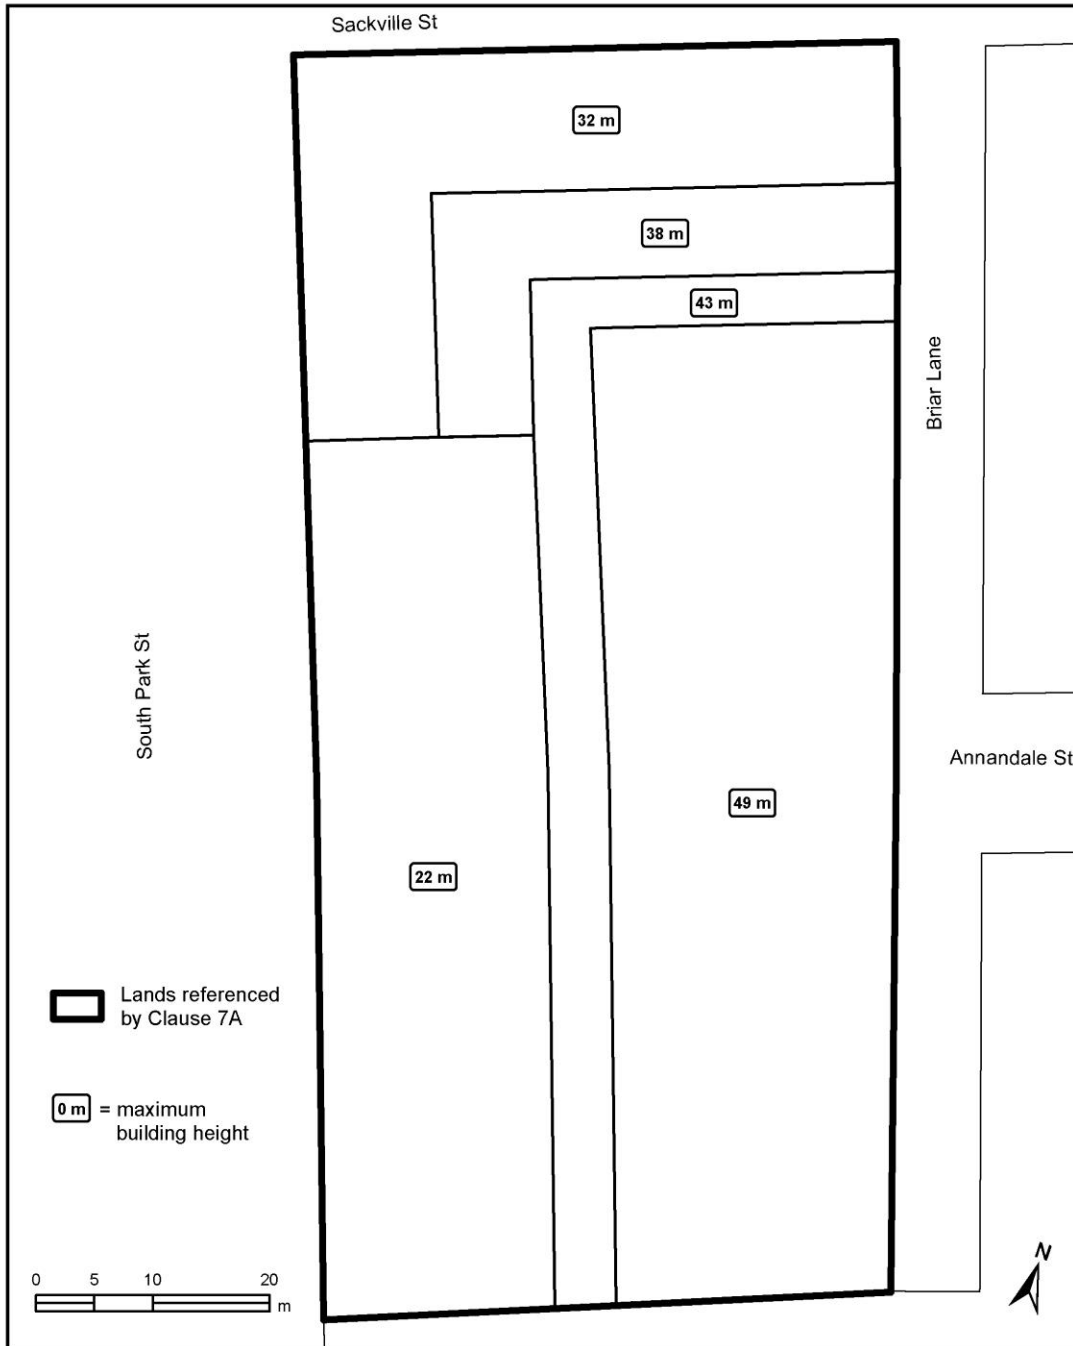 Sackville St
32 m
38 m
43 m
Briar Lane
South Park St
Annandale St
49 m
22 m
Lands referenced
by Clause 7A
0 m = maximum
building height
0 5 10 20
m
N